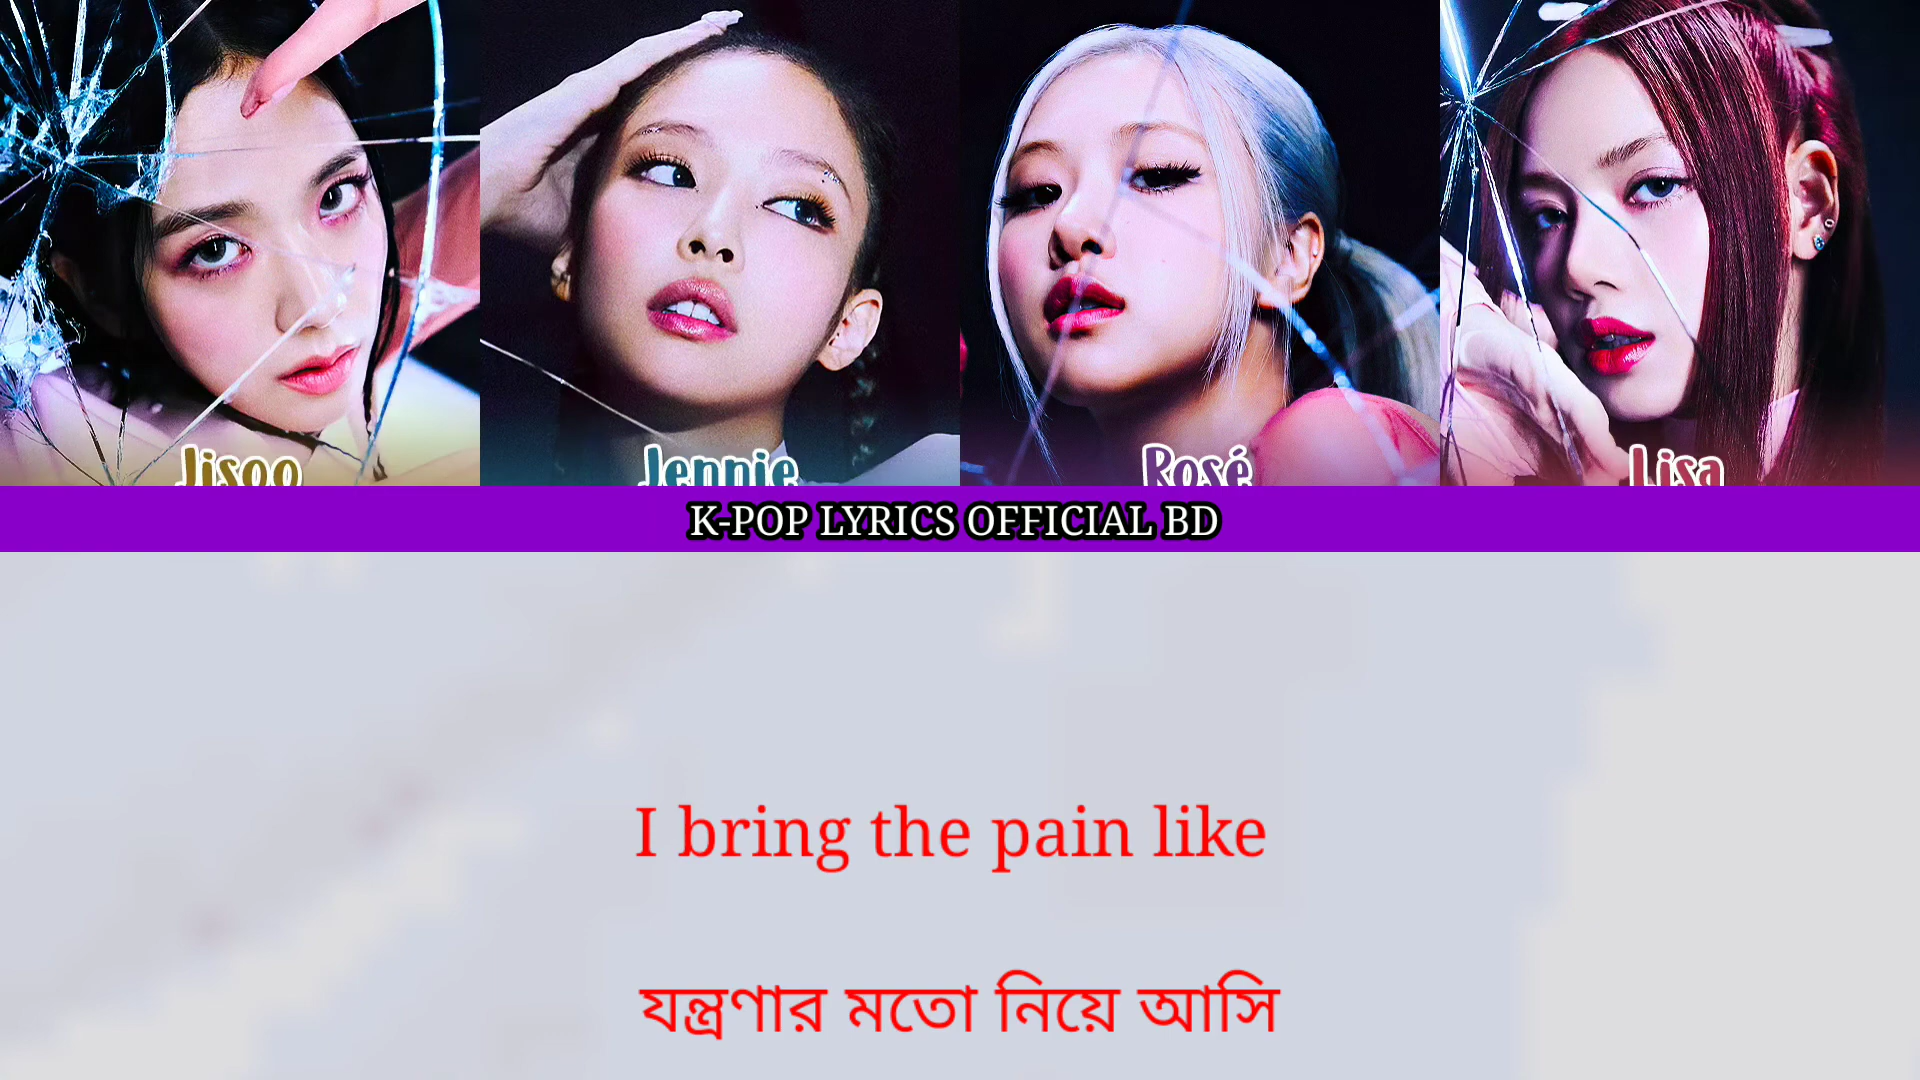 Jisoo
Jennie
Rosé
Lisa
K-POP LYRICS OFFICIAL BD
I bring the pain like
যন্ত্রণার মতো নিয়ে আসি